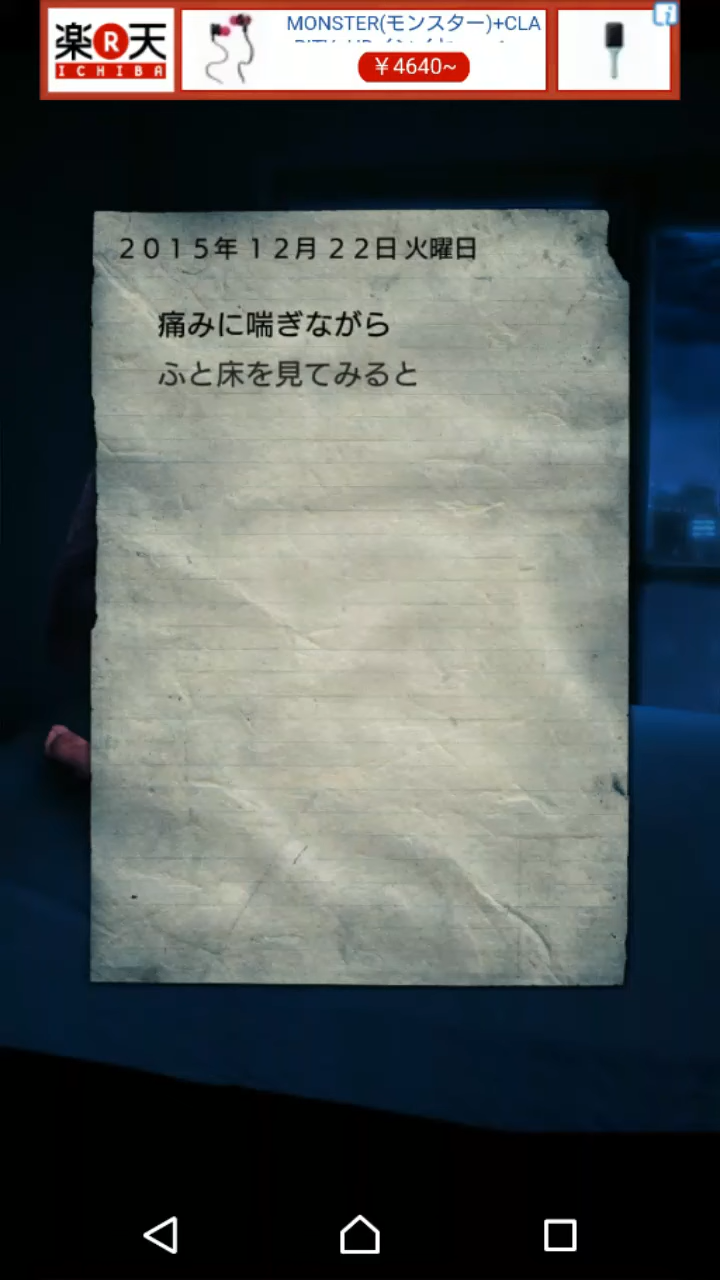 楽R天
ICHIBA
MONSTER(モンスター)+CLA
¥4640~
2015年12月22日火曜日
痛みに喘ぎながら
ふと床を見てみると